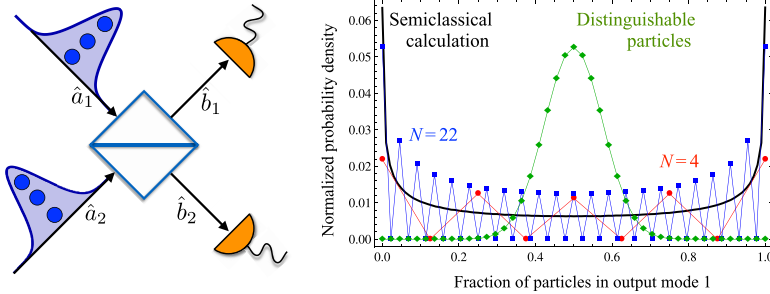 â₁
b̂₁
â₂
b̂₂
Normalized probability density
0.06
0.05
0.04
0.03
0.02
0.01
0.00
Semiclassical
calculation
Distinguishable
particles
N=22
N=4
0.0 0.2 0.4 0.6 0.8 1.0
Fraction of particles in output mode 1